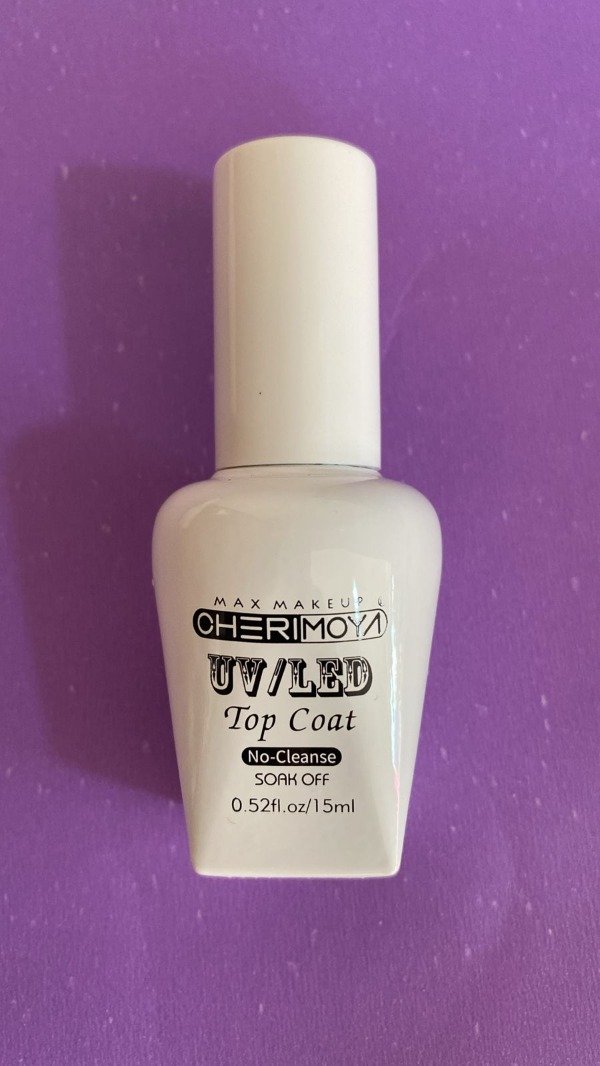 MAX MAKEUP
CHERIMOYA
UV/LED
Top Coat
No-Cleanse
SOAK OFF
0.52fl.oz/15ml